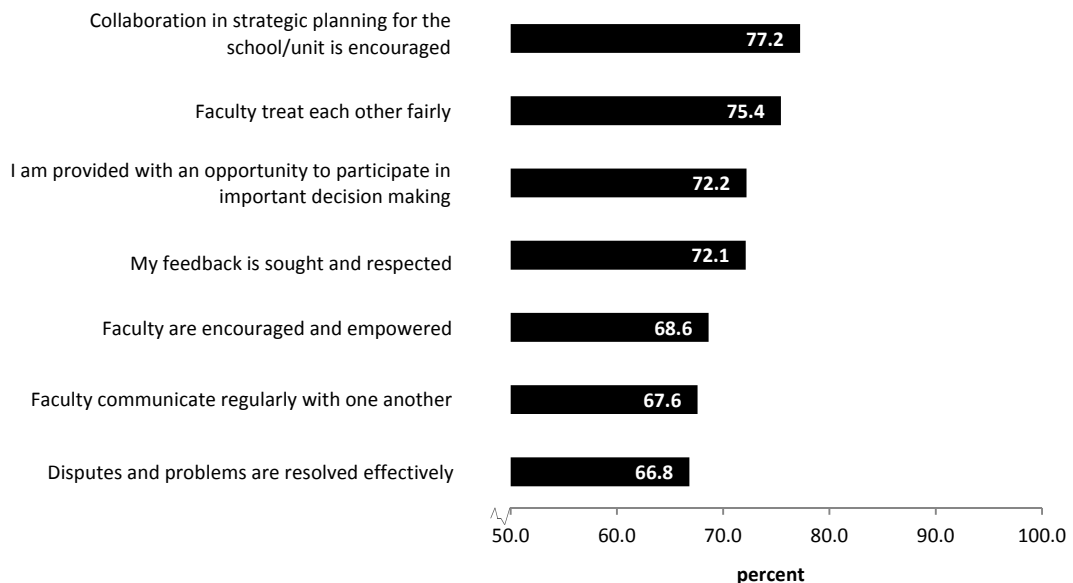 Collaboration in strategic planning for the
school/unit is encouraged
77.2
Faculty treat each other fairly
75.4
I am provided with an opportunity to participate in
important decision making
72.2
My feedback is sought and respected
72.1
Faculty are encouraged and empowered
68.6
Faculty communicate regularly with one another
67.6
Disputes and problems are resolved effectively
66.8
50.0 60.0 70.0 80.0 90.0 100.0
percent